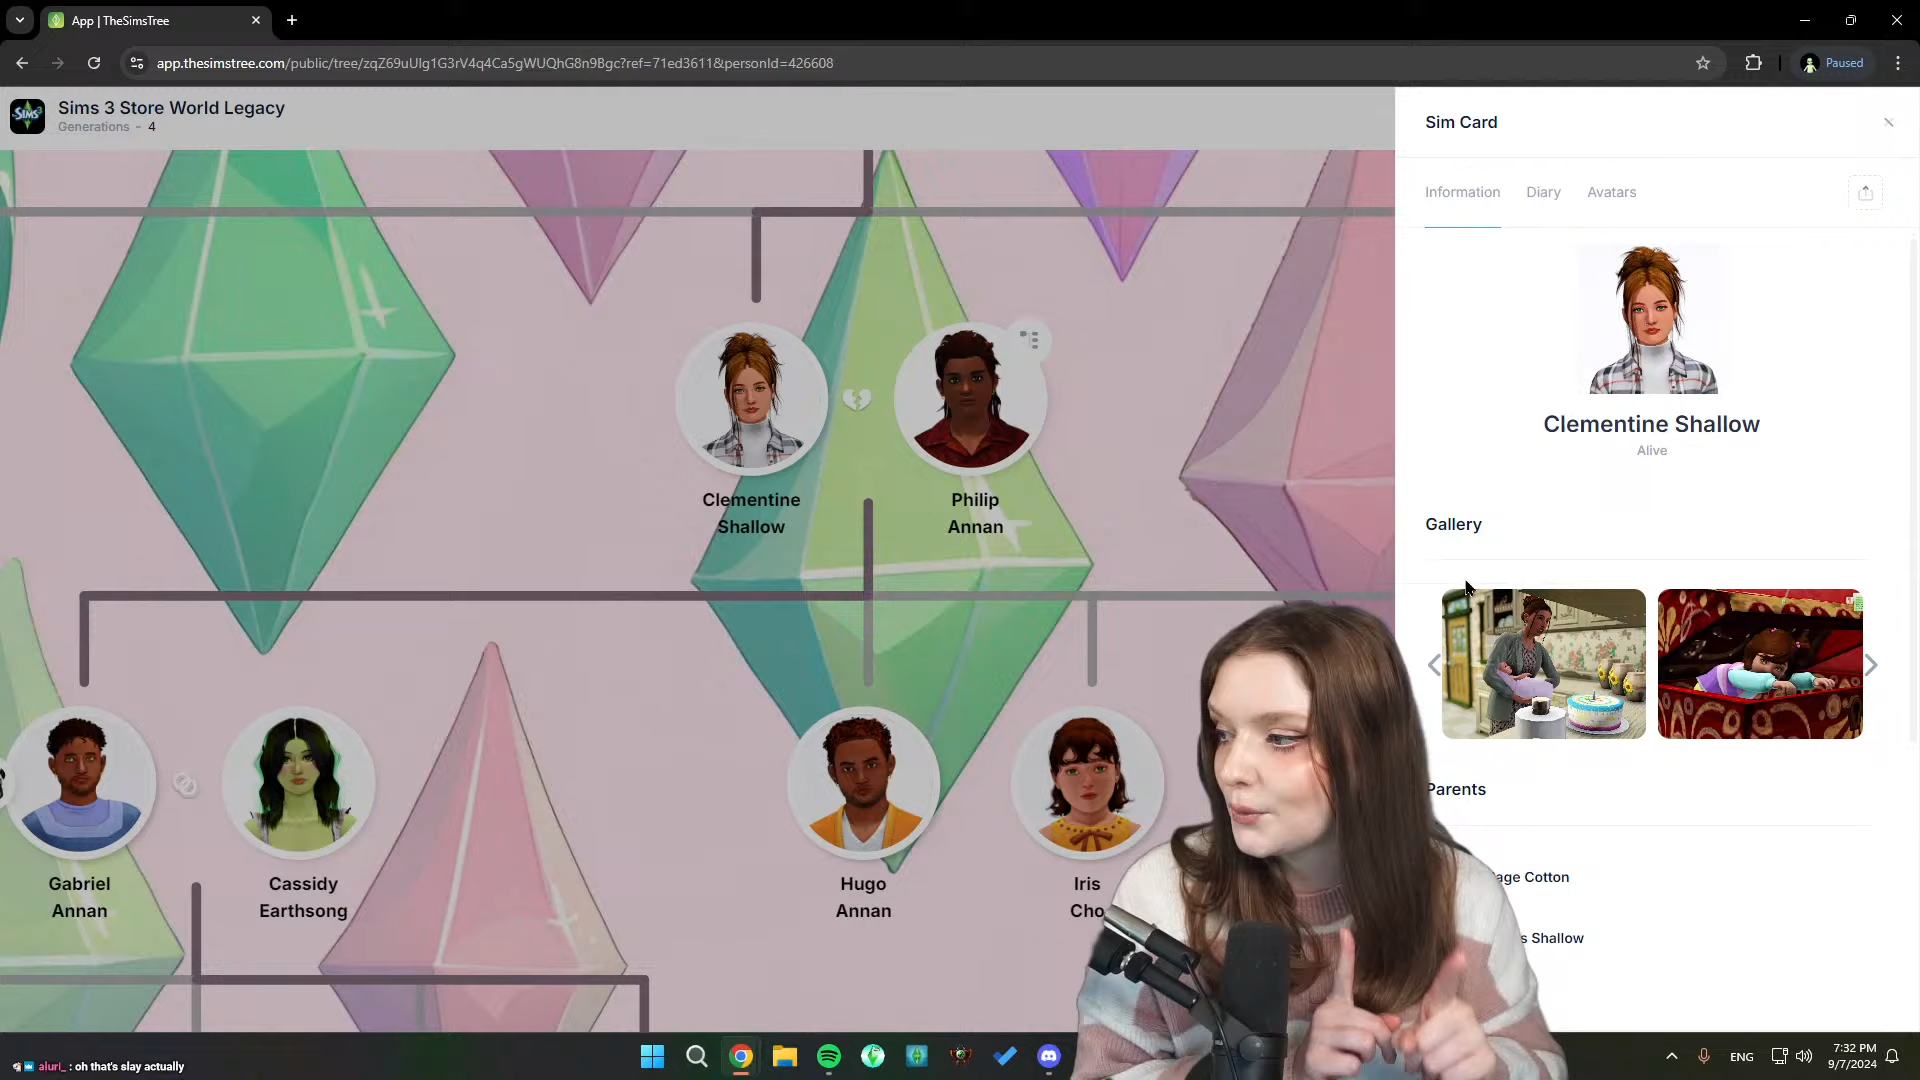 App | TheSimsTree
app.thesimstree.com/public/tree/zqZ69uUlg1G3rV4q4Ca5gWUQhG8n9Bgc?ref=71ed3611&personId=426608
Paused
Sims 3 Store World Legacy
Generations - 4
Sim Card
Information Diary Avatars
Clementine Shallow
Alive
Gallery
Parents
age Cotton
s Shallow
Clementine
Shallow
Philip
Annan
Gabriel
Annan
Cassidy
Earthsong
Hugo
Annan
Iris
Cho
alurl_ : oh that's slay actually
ENG
7:32 PM
9/7/2024